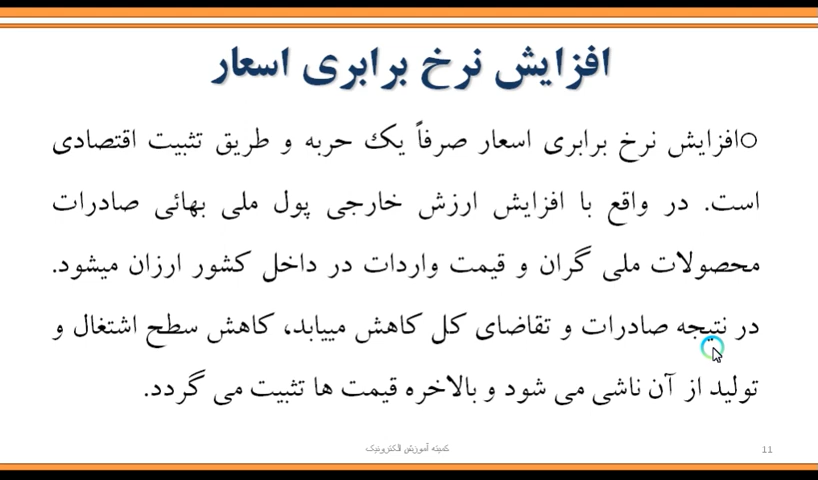 افزایش نرخ برابری اسعار
افزایش نرخ برابری اسعار صرفاً یک حربه و طریق تثبیت اقتصادی
است. در واقع با افزایش ارزش خارجی پول ملی بهائی صادرات
محصولات ملی گران و قیمت واردات در داخل کشور ارزان میشود.
در نتیجه صادرات و تقاضای کل کاهش مییابد، کاهش سطح اشتغال و
تولید از آن ناشی می شود و بالاخره قیمت ها تثبیت می گردد.
کمیته آموزش الکترونیک
11